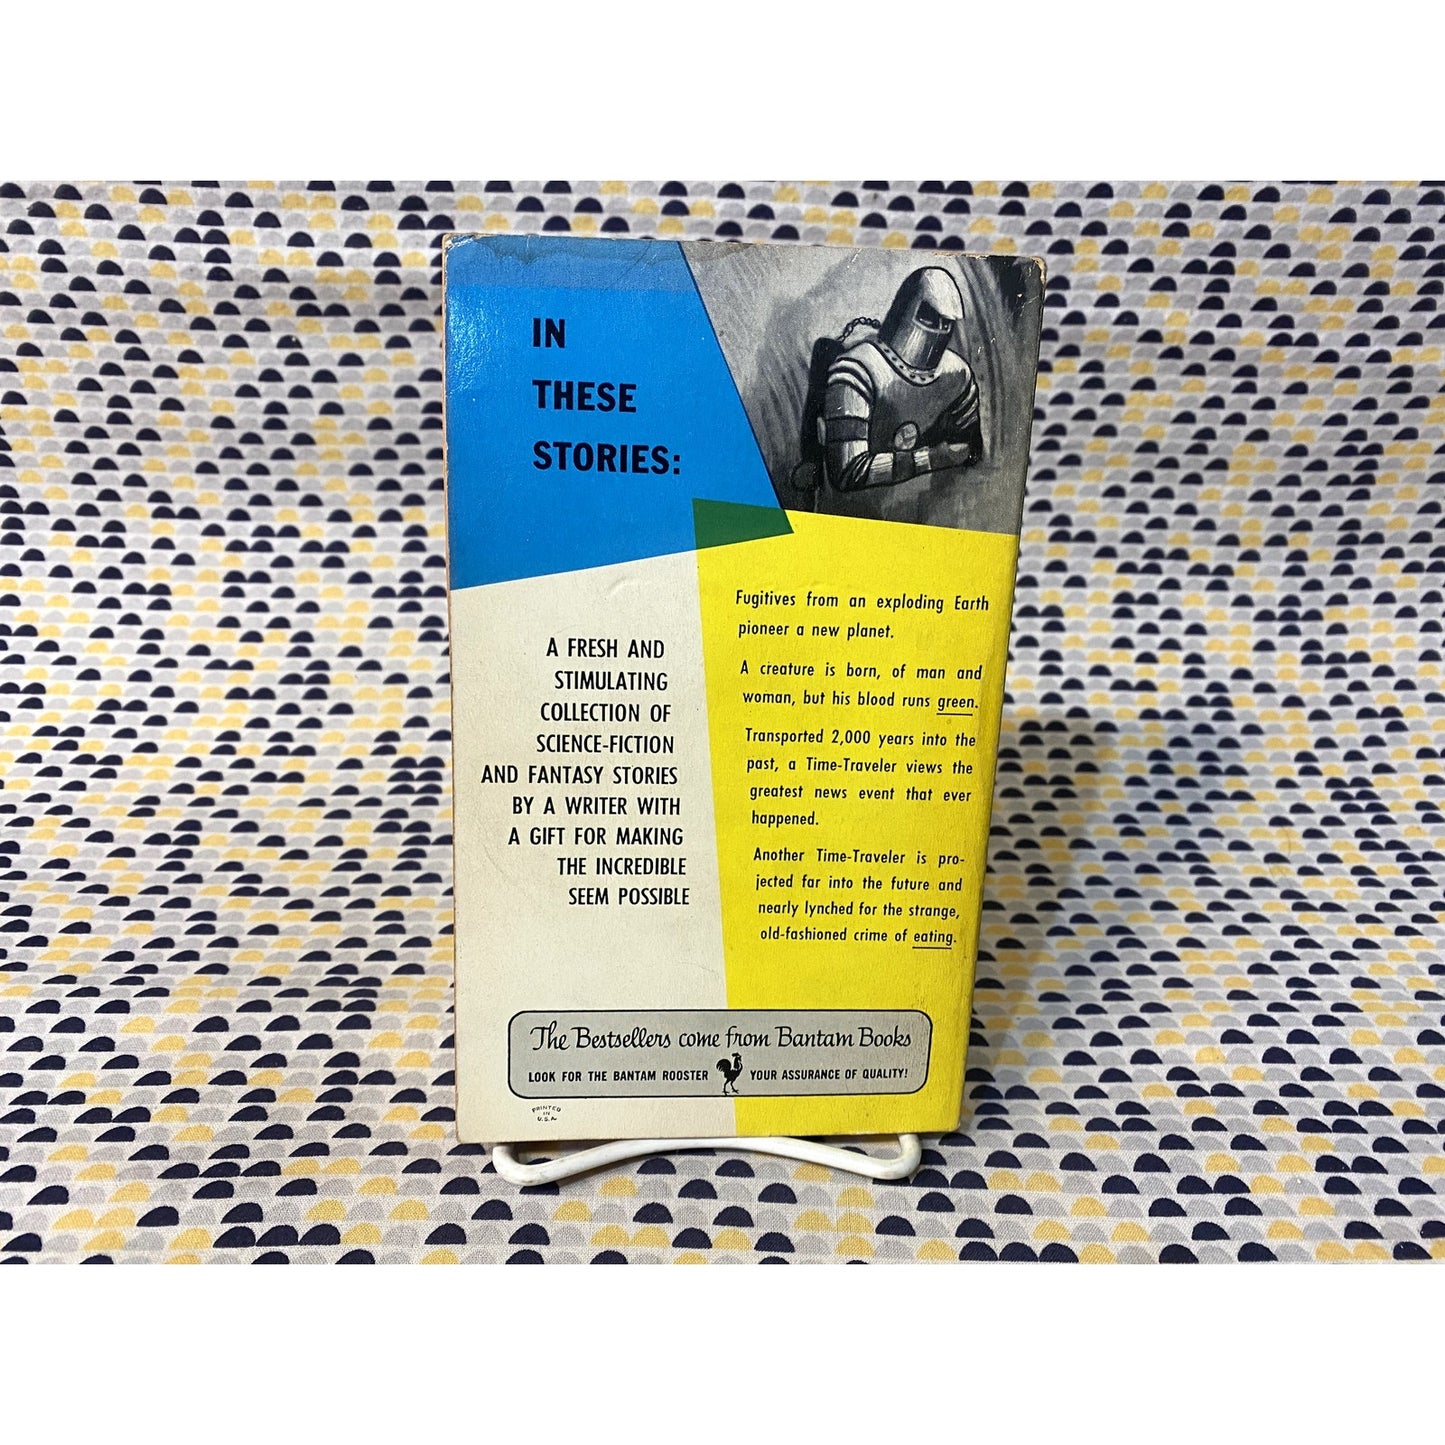 IN
THESE
STORIES:
A FRESH AND
STIMULATING
COLLECTION OF
SCIENCE-FICTION
AND FANTASY STORIES
BY A WRITER WITH
A GIFT FOR MAKING
THE INCREDIBLE
SEEM POSSIBLE
Fugitives from an exploding Earth
pioneer a new planet.
A creature is born, of man and
woman, but his blood runs green.
Transported 2,000 years into the
past, a Time-Traveler views the
greatest news event that ever
happened.
Another Time-Traveler is pro-
jected far into the future and
nearly lynched for the strange,
old-fashioned crime of eating.
The Bestsellers come from Bantam Books
LOOK FOR THE BANTAM ROOSTER YOUR ASSURANCE OF QUALITY!
PRINTED
IN
U.S.A.